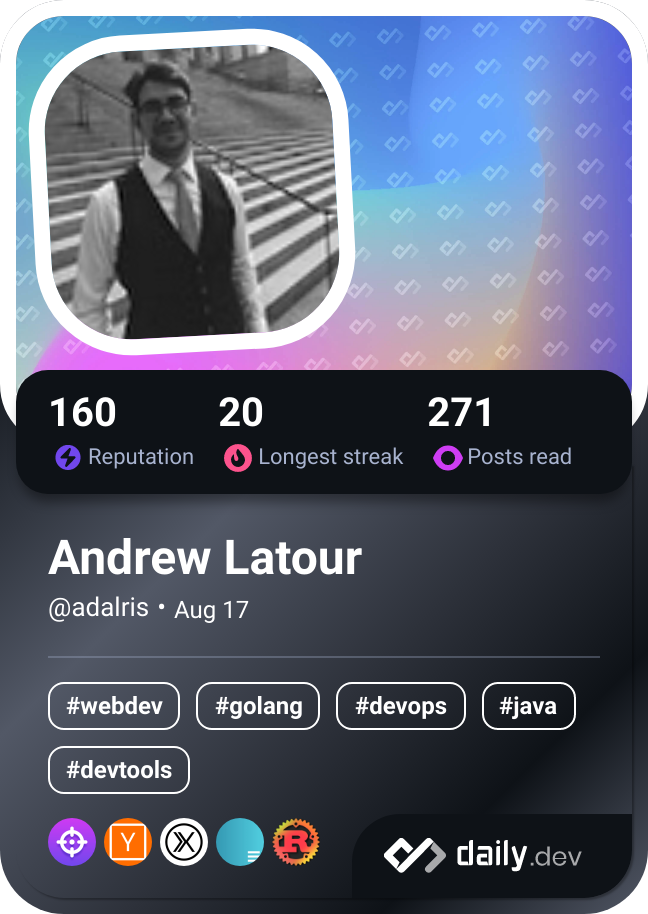 160 20 271
Reputation Longest streak Posts read
Andrew Latour
@adalris • Aug 17
#webdev #golang #devops #java
#devtools
Y X R daily.dev